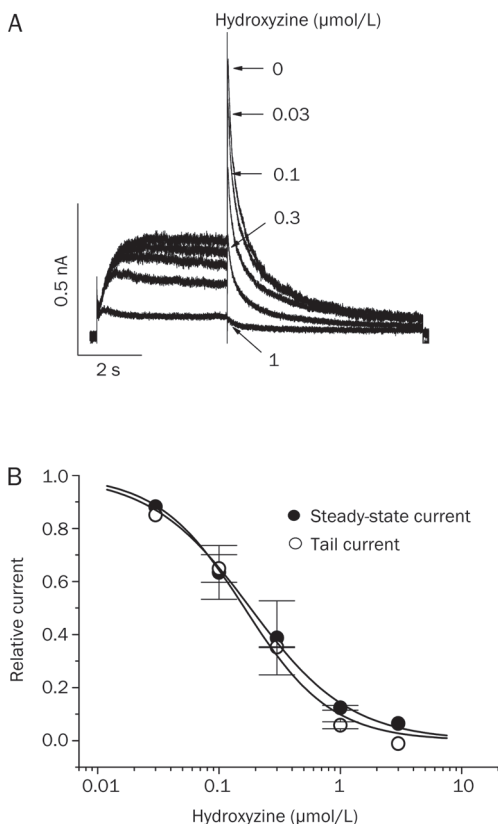 A
Hydroxyzine (µmol/L)
0
0.03
0.1
0.3
1
0.5 nA
2 s
B
1.0
0.8
0.6
0.4
0.2
0.0
Relative current
Steady-state current
Tail current
0.01
0.1
1
10
Hydroxyzine (µmol/L)